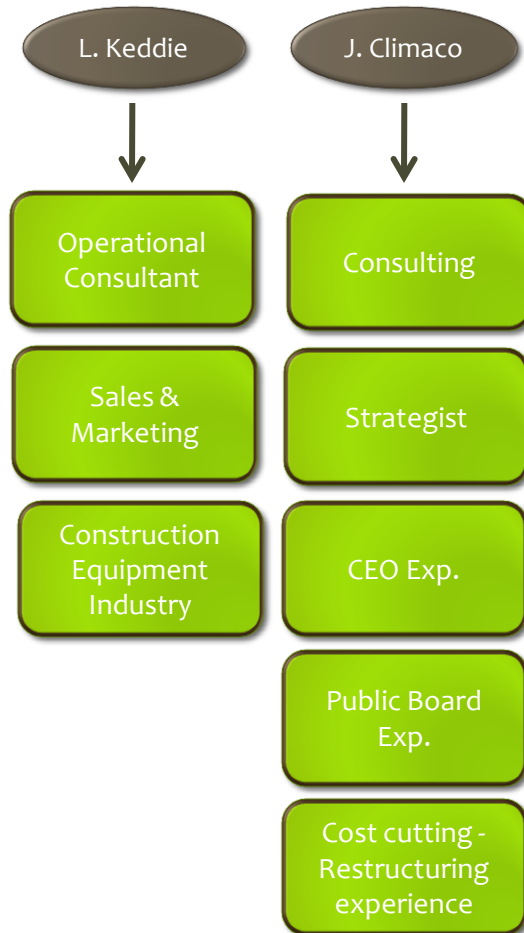 L. Keddie
Operational
Consultant
Sales &
Marketing
Construction
Equipment
Industry
J. Climaco
Consulting
Strategist
CEO Exp.
Public Board
Exp.
Cost cutting -
Restructuring
experience